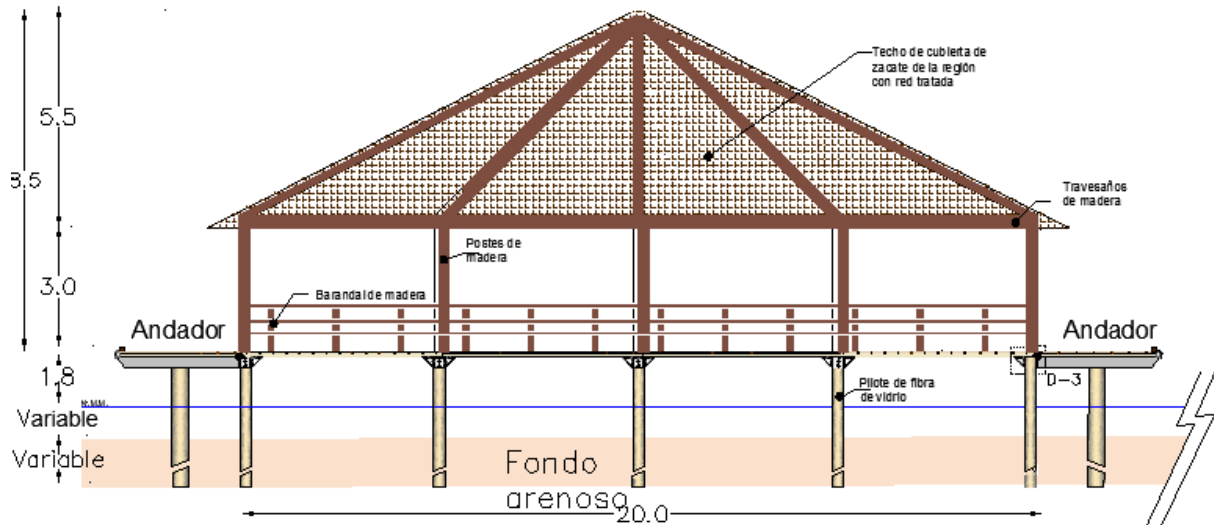 5.5
8.5
3.0
1.8
Variable
Variable
Techo de cubierta de
zacate de la región
con red tratada
Travesaños
de madera
Postes de
madera
Barandal de madera
Andador
Andador
D-3
Pilote de fibra
de vidrio
Fondo
arenoso
20.0